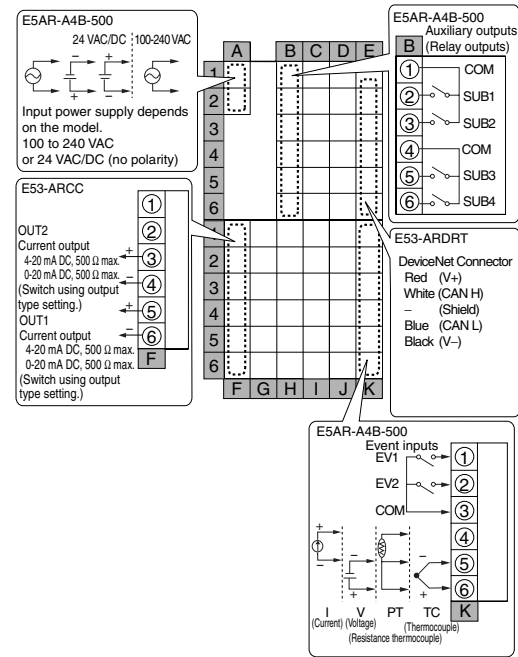 E5AR-A4B-500
24 VAC/DC 100-240 VAC
Input power supply depends
on the model.
100 to 240 VAC
or 24 VAC/DC (no polarity)
A B C D E
1
2
3
4
5
6
1
2
3
4
5
6
F G H I J K
E5AR-A4B-500
Auxiliary outputs
(Relay outputs)
B
1 COM
2 SUB1
3 SUB2
4 COM
5 SUB3
6 SUB4
E53-ARCC
1
2
3
4
5
6
F
OUT2
Current output
4-20 mA DC, 500 Ω max.
0-20 mA DC, 500 Ω max.
(Switch using output
type setting.)
OUT1
Current output
4-20 mA DC, 500 Ω max.
0-20 mA DC, 500 Ω max.
(Switch using output
type setting.)
E53-ARDRT
DeviceNet Connector
Red (V+)
White (CAN H)
– (Shield)
Blue (CAN L)
Black (V–)
E5AR-A4B-500
Event inputs
EV1 1
EV2 2
COM 3
4
5
6
K
I V PT TC
(Current) (Voltage) (Thermocouple)
(Resistance thermocouple)